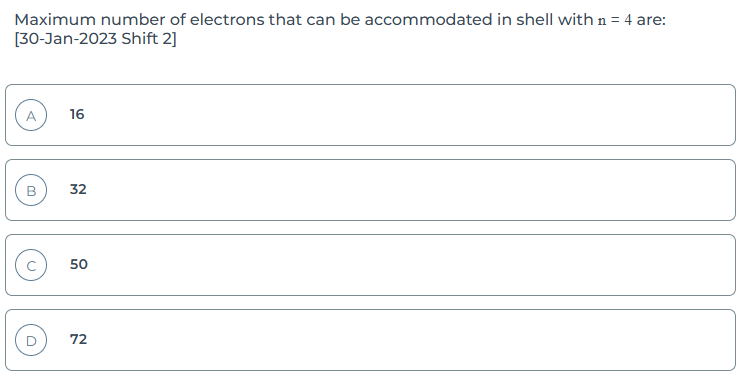 Maximum number of electrons that can be accommodated in shell with n = 4 are:
[30-Jan-2023 Shift 2]
A 16
B 32
C 50
D 72